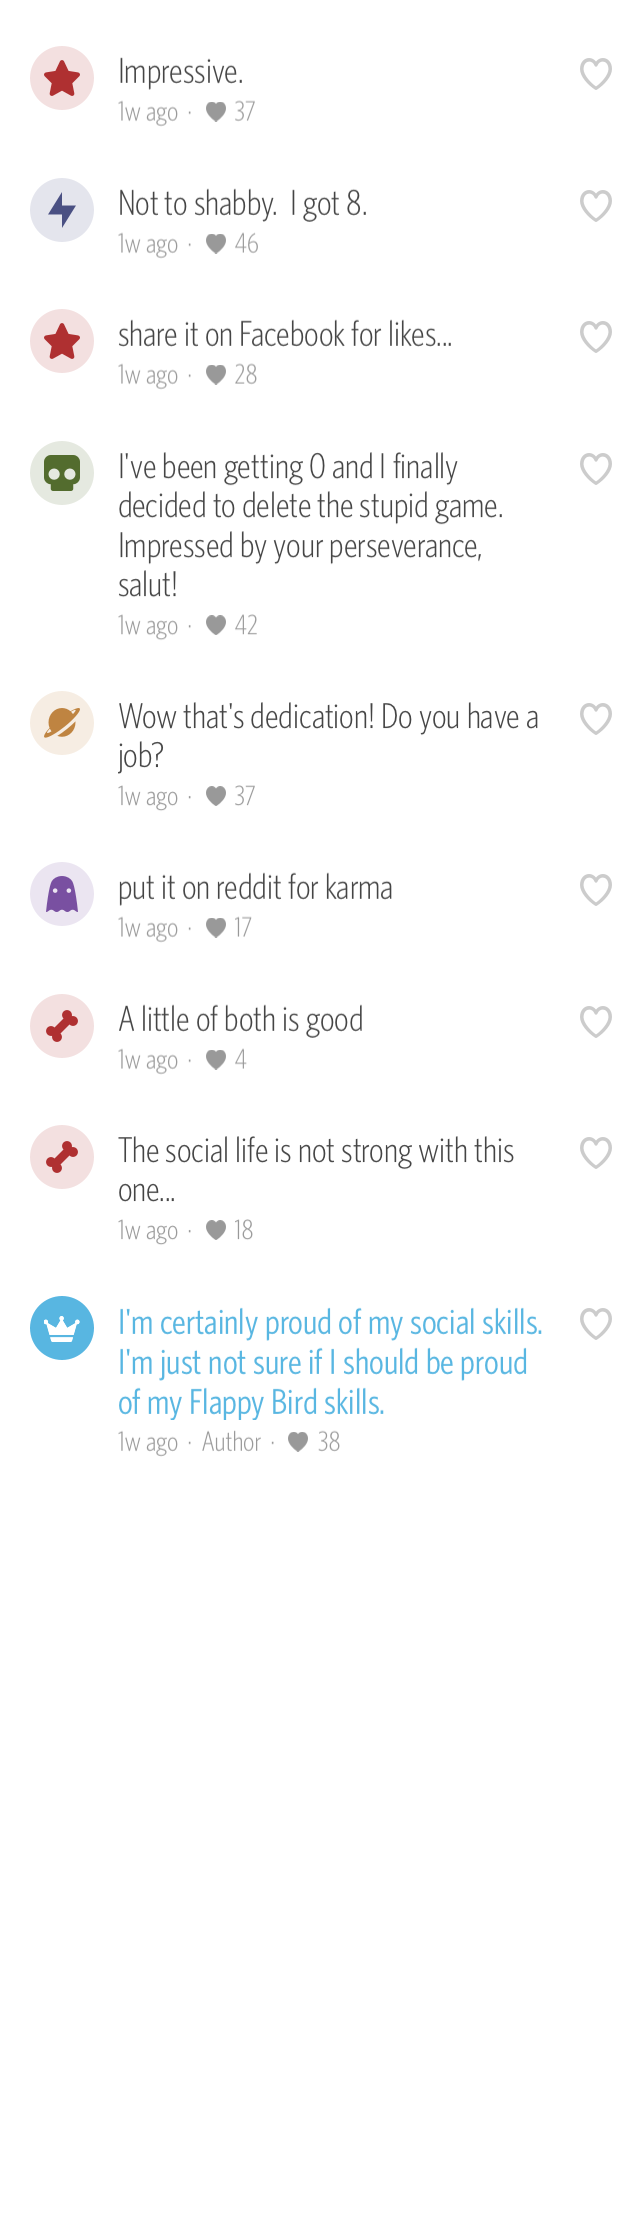 Impressive.
1w ago · 37
Not to shabby.  I got 8.
1w ago · 46
share it on Facebook for likes...
1w ago · 28
I've been getting 0 and I finally
decided to delete the stupid game.
Impressed by your perseverance,
salut!
1w ago · 42
Wow that's dedication! Do you have a
job?
1w ago · 37
put it on reddit for karma
1w ago · 17
A little of both is good
1w ago · 4
The social life is not strong with this
one...
1w ago · 18
I'm certainly proud of my social skills.
I'm just not sure if I should be proud
of my Flappy Bird skills.
1w ago · Author · 38